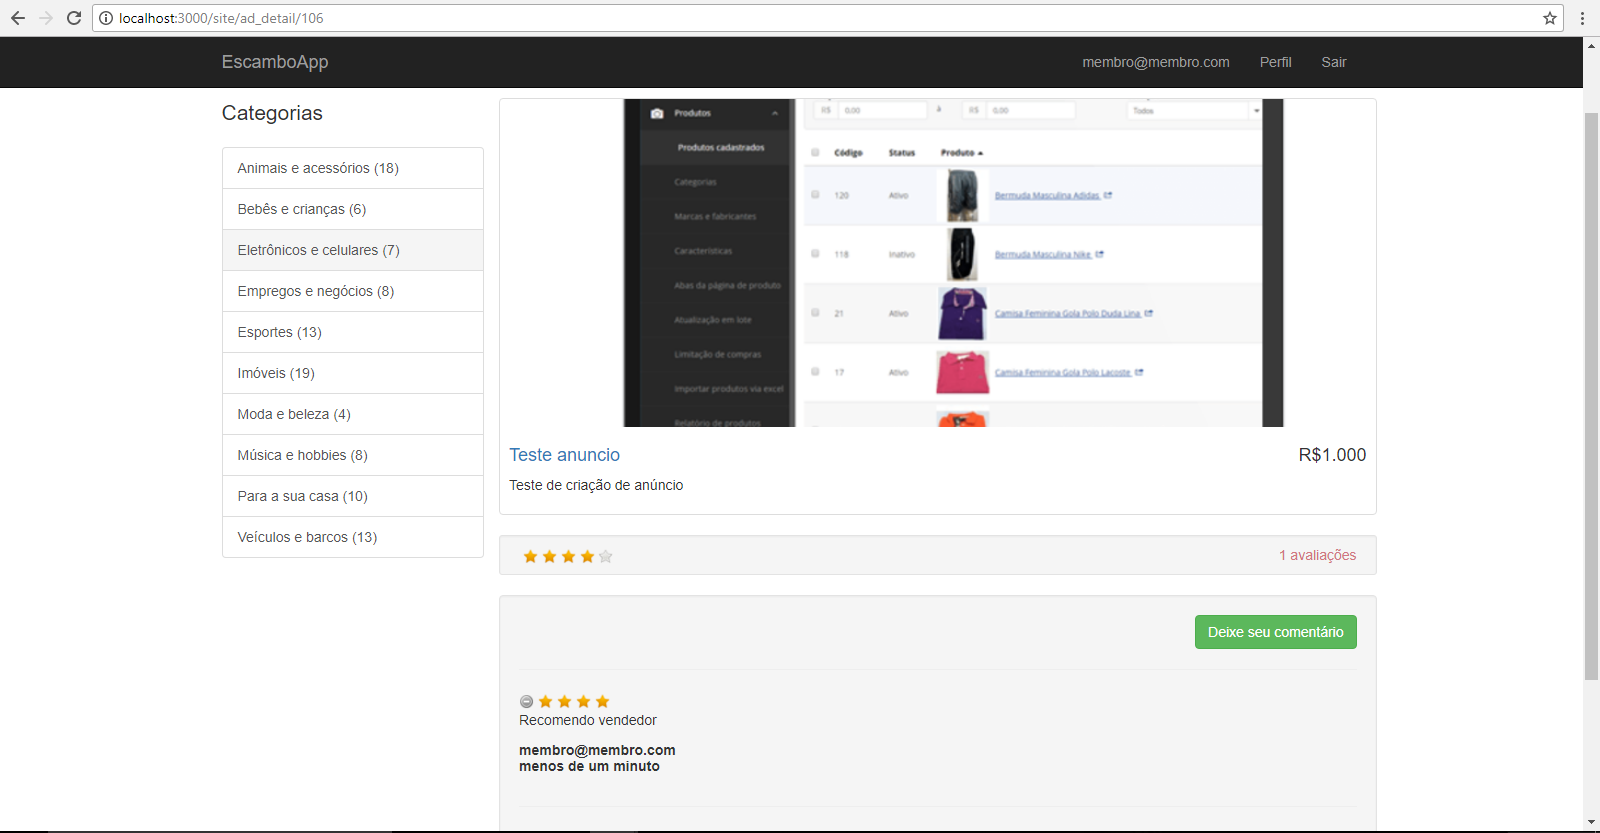 localhost:3000/site/ad_detail/106
EscamboApp
membro@membro.com Perfil Sair
Categorias
Animais e acessórios (18)
Bebês e crianças (6)
Eletrônicos e celulares (7)
Empregos e negócios (8)
Esportes (13)
Imóveis (19)
Moda e beleza (4)
Música e hobbies (8)
Para a sua casa (10)
Veículos e barcos (13)
Produtos
Produtos cadastrados
Categorias
Marcas e fabricantes
Características
Abas da página de produto
Atualização em lote
Limitação de compras
Importar produtos via excel
Relatório de produtos
R$ 0,00 à R$ 0,00 Todos
Código Status Produto
120 Ativo Bermuda Masculina Adidas
118 Inativo Bermuda Masculina Nike
21 Ativo Camisa Feminina Gola Polo Duda Lina
17 Ativo Camisa Feminina Gola Polo Lacoste
Teste anuncio R$1.000
Teste de criação de anúncio
1 avaliações
Deixe seu comentário
Recomendo vendedor
membro@membro.com
menos de um minuto